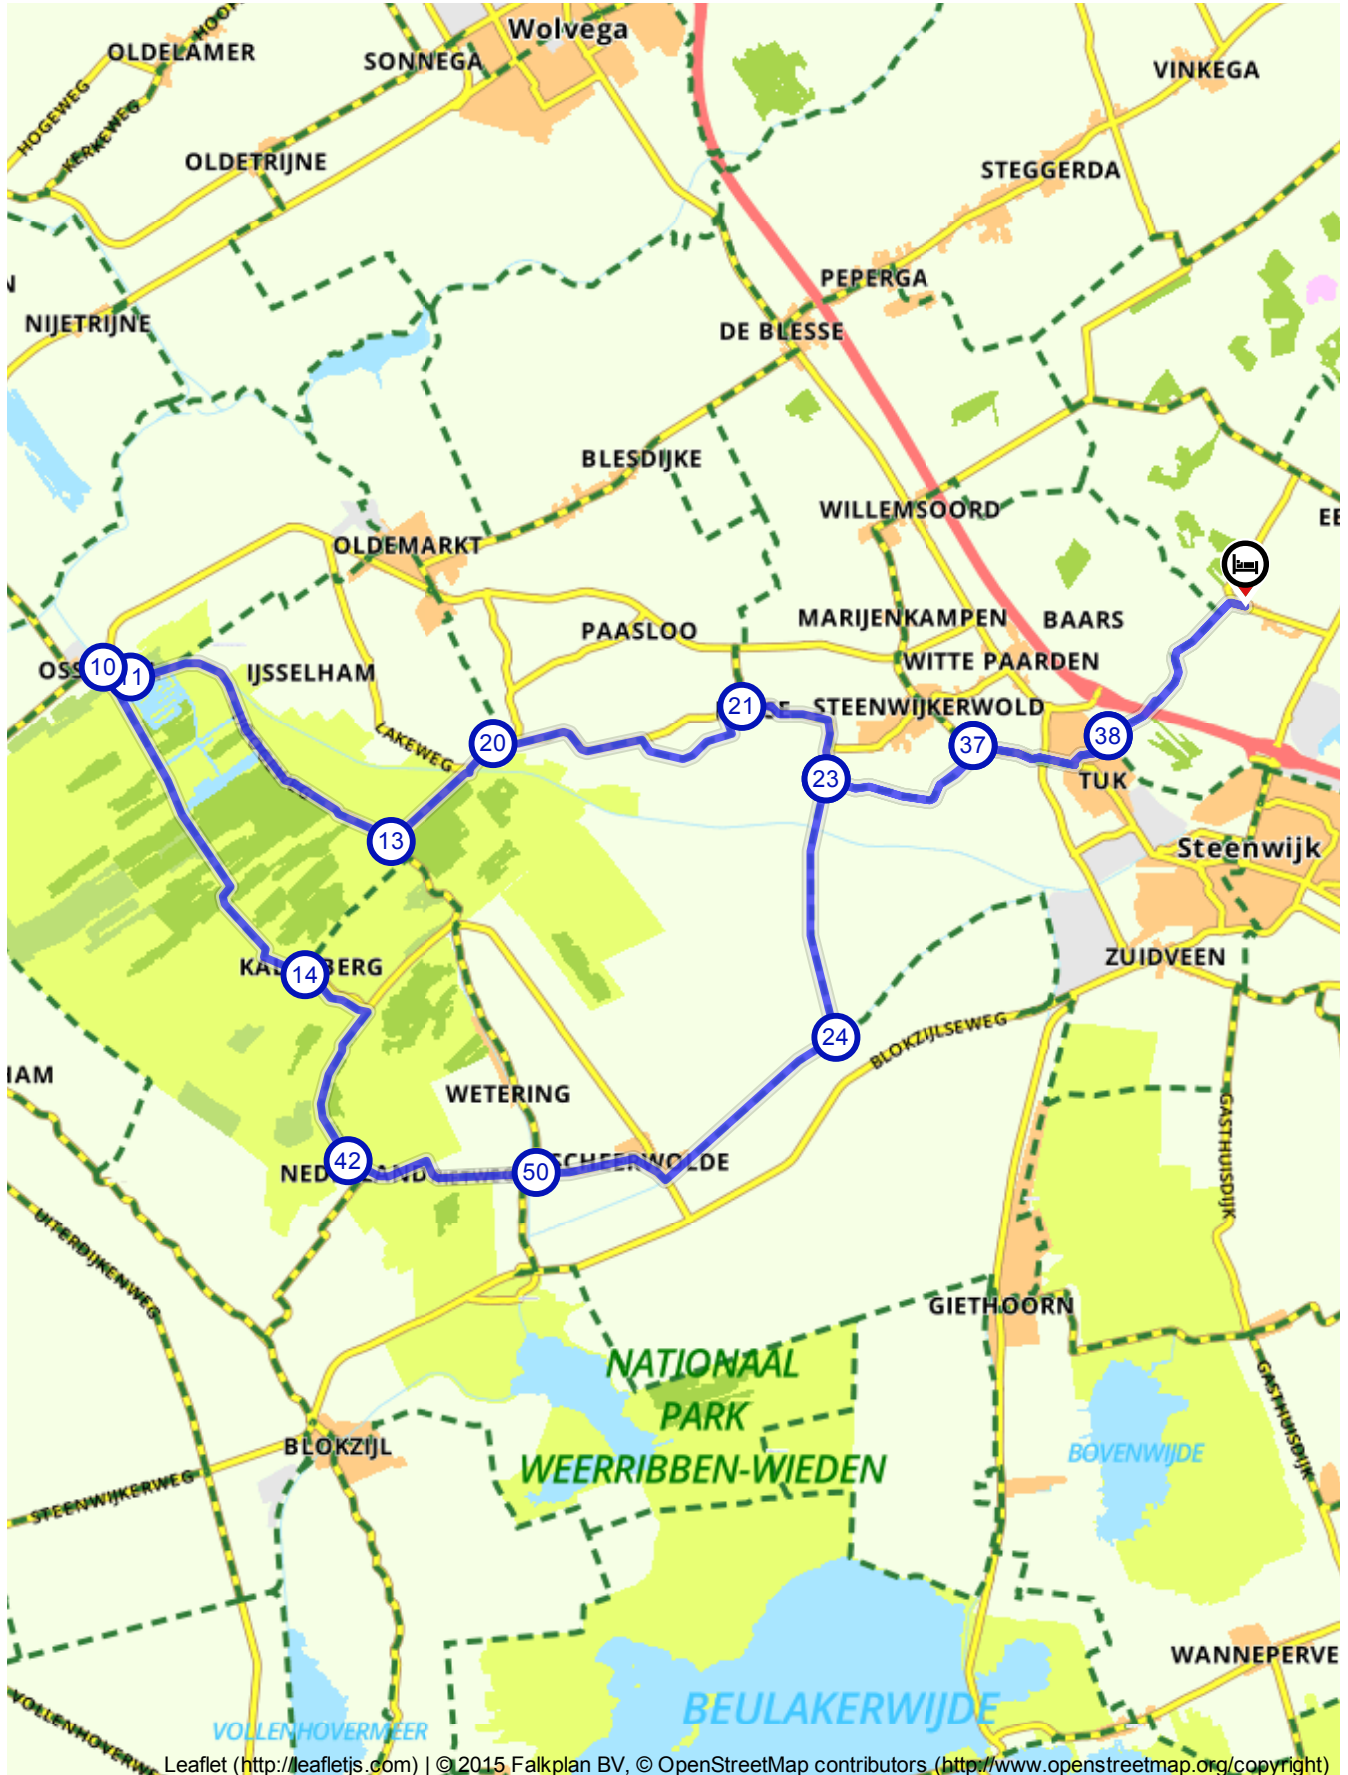 Wolvega
OLDELAMER
SONNEGA
VINKEGA
HOGEWEG
KERKEWEG
OLDETRIJNE
STEGGERDA
PEPERGA
NIJETRIJNE
DE BLESSE
BLESDIJKE
WILLEMSOORD
OLDEMARKT
MARIJENKAMPEN
BAARS
PAASLOO
10
11
IJSSELHAM
WITTE PAARDEN
21
STEENWIJKERWOLD
LAKEWEG
20
37
38
23
TUK
13
Steenwijk
14
ZUIDVEEN
24
BLOKZIJLSEWEG
WETERING
GASTHUISDIJK
42
50
SCHEERWOLDE
UITERDIJKENWEG
GIETHOORN
NATIONAAL
PARK
WEERRIBBEN-WIEDEN
GASTHUISDIJK
BLOKZIJL
BOVENWIJDE
STEENWIJKERWEG
WANNEPERVE
BEULAKERWIJDE
VOLLENHOVERMEER
VOLLENHOVERW
Leaflet (http://leafletjs.com) | © 2015 Falkplan BV, © OpenStreetMap contributors (http://www.openstreetmap.org/copyright)